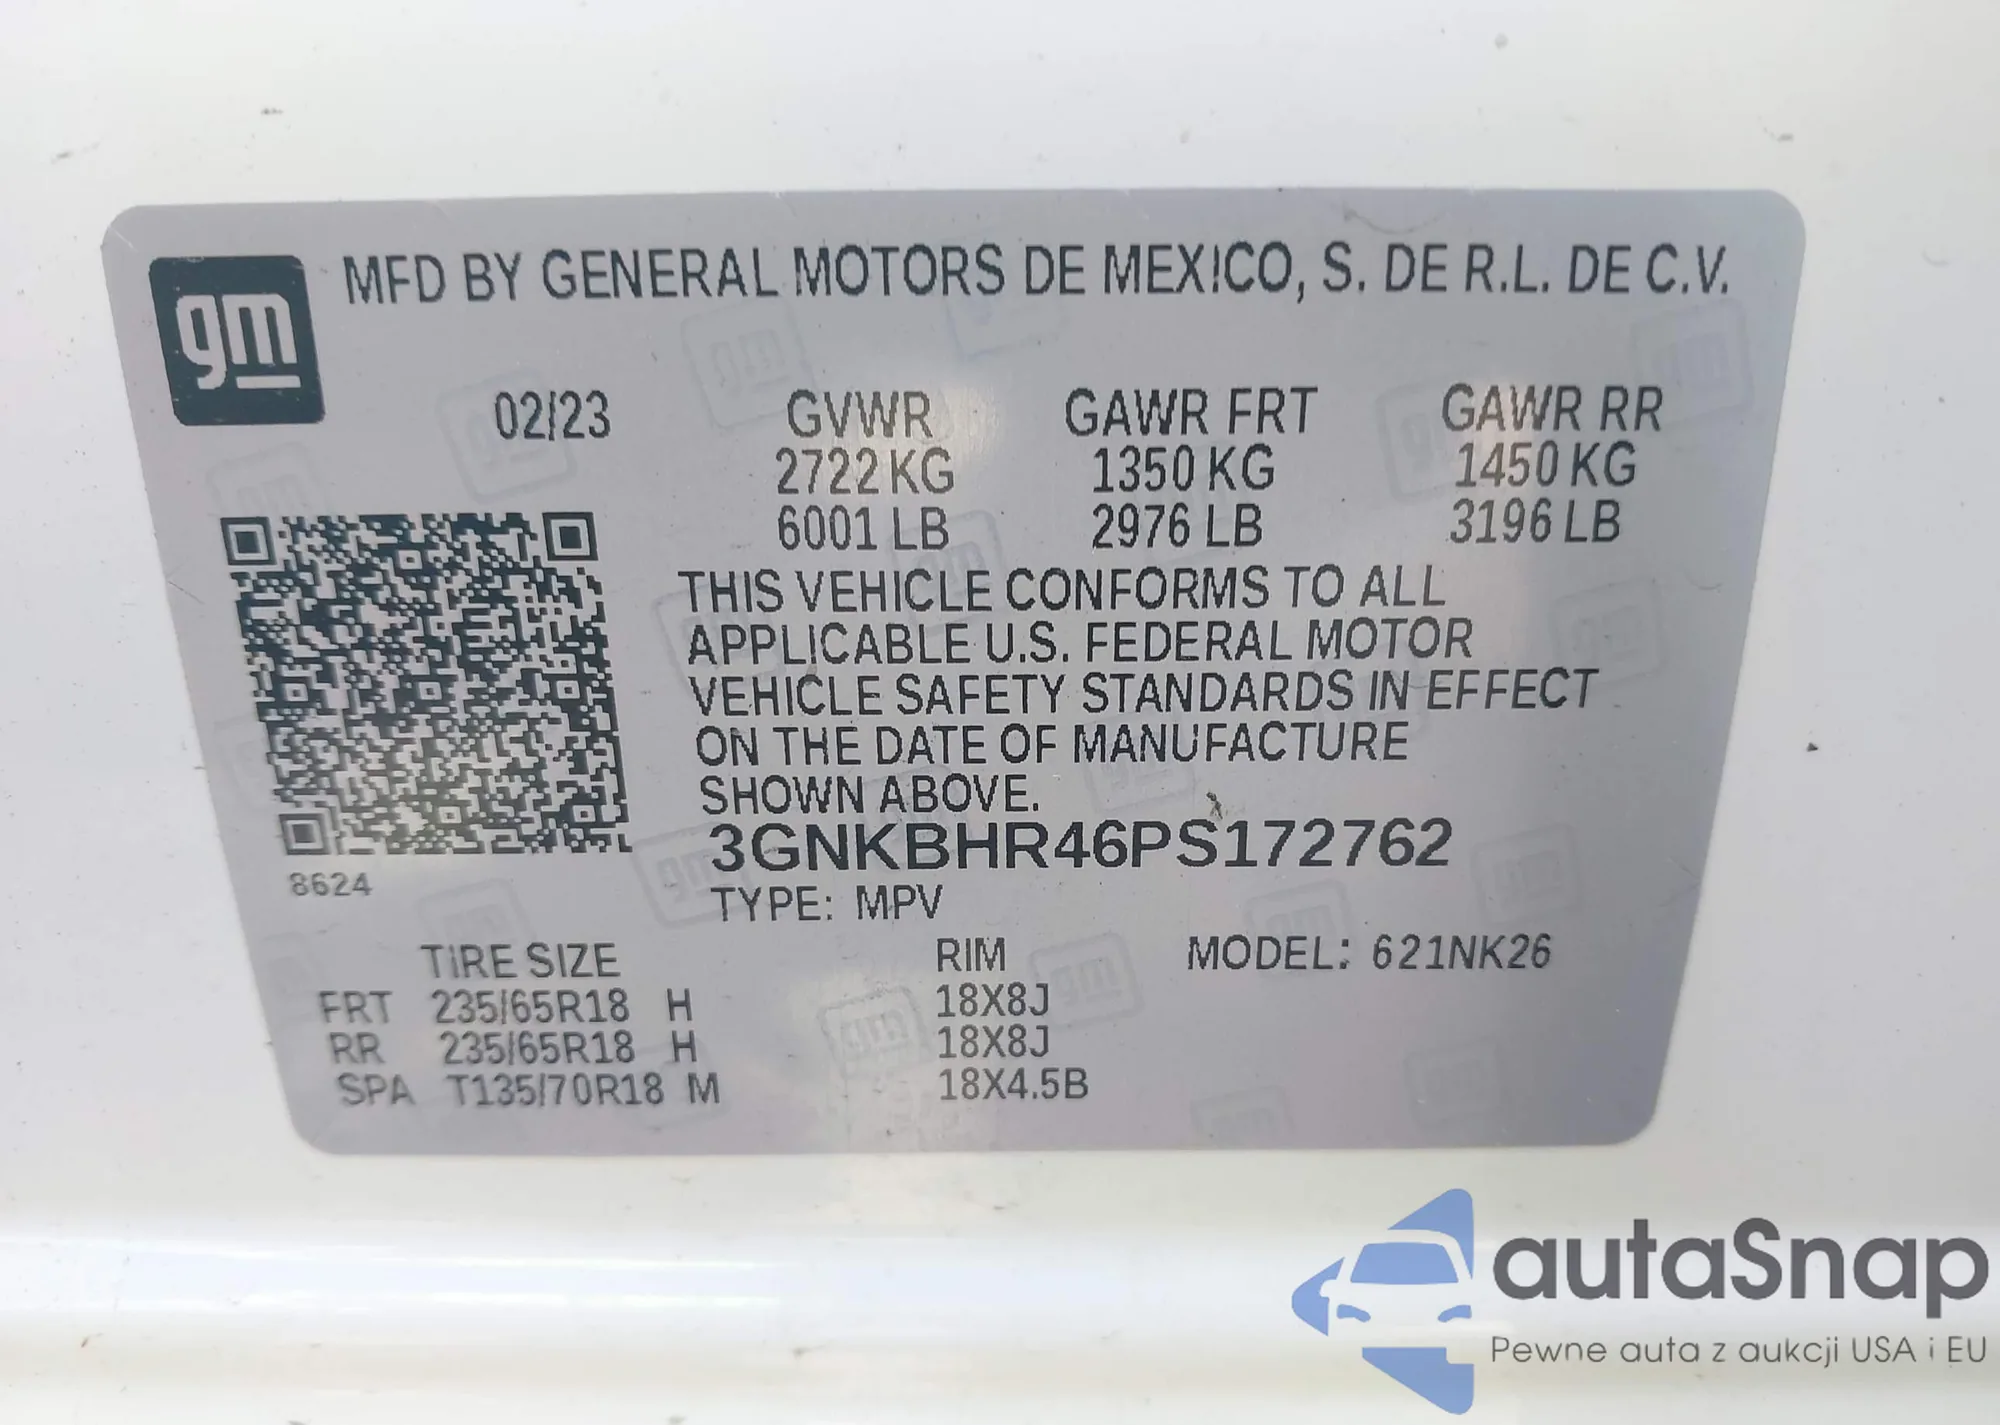 gm MFD BY GENERAL MOTORS DE MEXICO, S. DE R.L. DE C.V.
02/23 GVWR GAWR FRT GAWR RR
2722 KG 1350 KG 1450 KG
6001 LB 2976 LB 3196 LB
THIS VEHICLE CONFORMS TO ALL
APPLICABLE U.S. FEDERAL MOTOR
VEHICLE SAFETY STANDARDS IN EFFECT
ON THE DATE OF MANUFACTURE
SHOWN ABOVE.
3GNKBHR46PS172762
8624
TYPE: MPV
TIRE SIZE RIM MODEL: 621NK26
FRT 235/65R18 H 18X8J
RR 235/65R18 H 18X8J
SPA T135/70R18 M 18X4.5B
autaSnap
Pewne auta z aukcji USA i EU